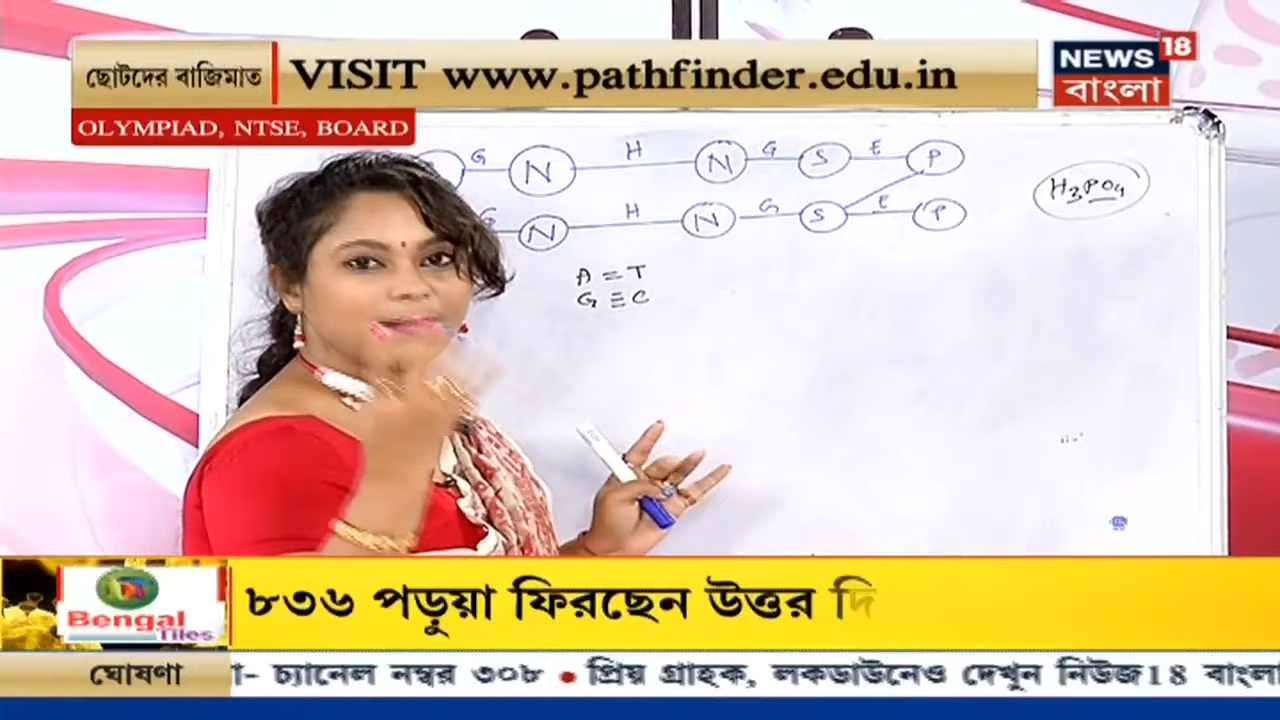 ছোটদের বাজিমাত
VISIT www.pathfinder.edu.in
NEWS 18
বাংলা
OLYMPIAD, NTSE, BOARD
G N H N G S E P
G N H N G S E P
H₃PO₄
A = T
G ≡ C
Bengal
Tiles
৮৩৬ পড়ুয়া ফিরছেন উত্তর দি
ঘোষণা
- চ্যানেল নম্বর ৩০৮ • প্রিয় গ্রাহক, লকডাউনেও দেখুন নিউজ18 বাংলা